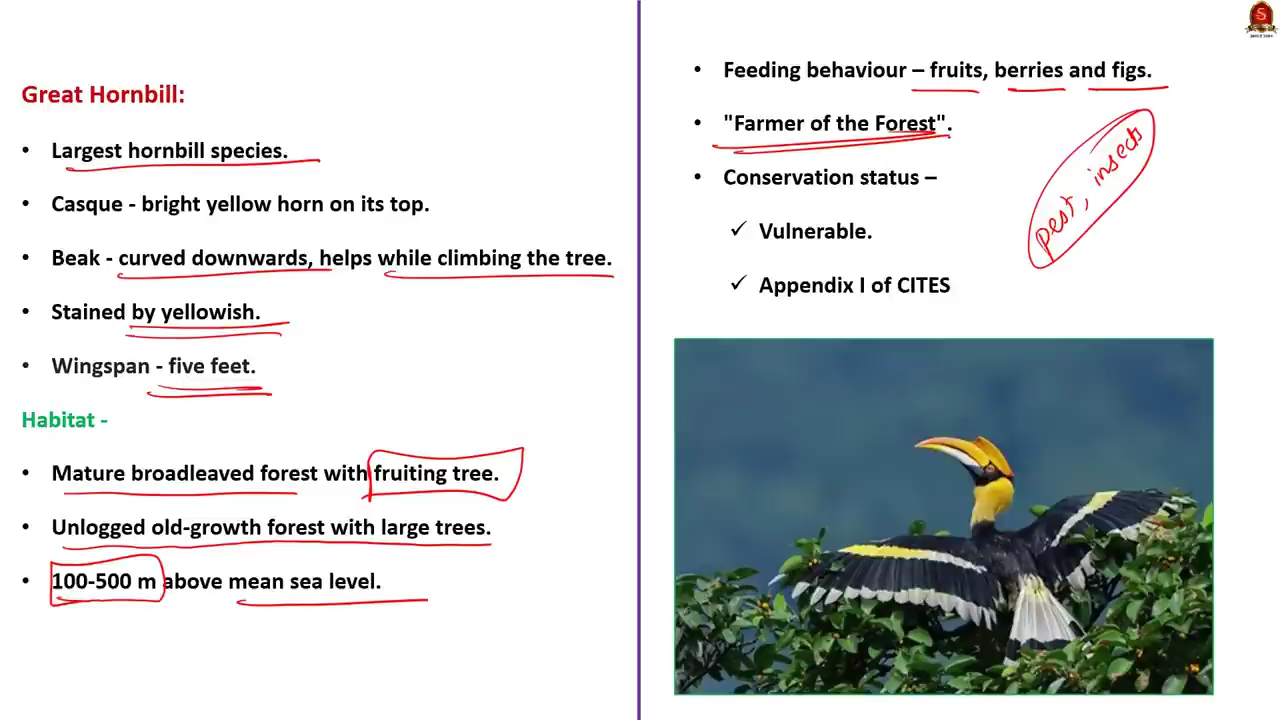 Great Hornbill:
• Largest hornbill species.
• Casque - bright yellow horn on its top.
• Beak - curved downwards, helps while climbing the tree.
• Stained by yellowish.
• Wingspan - five feet.
Habitat -
• Mature broadleaved forest with fruiting tree.
• Unlogged old-growth forest with large trees.
• 100-500 m above mean sea level.
• Feeding behaviour – fruits, berries and figs.
• "Farmer of the Forest".
• Conservation status –
✓ Vulnerable.
✓ Appendix I of CITES
pest, insects